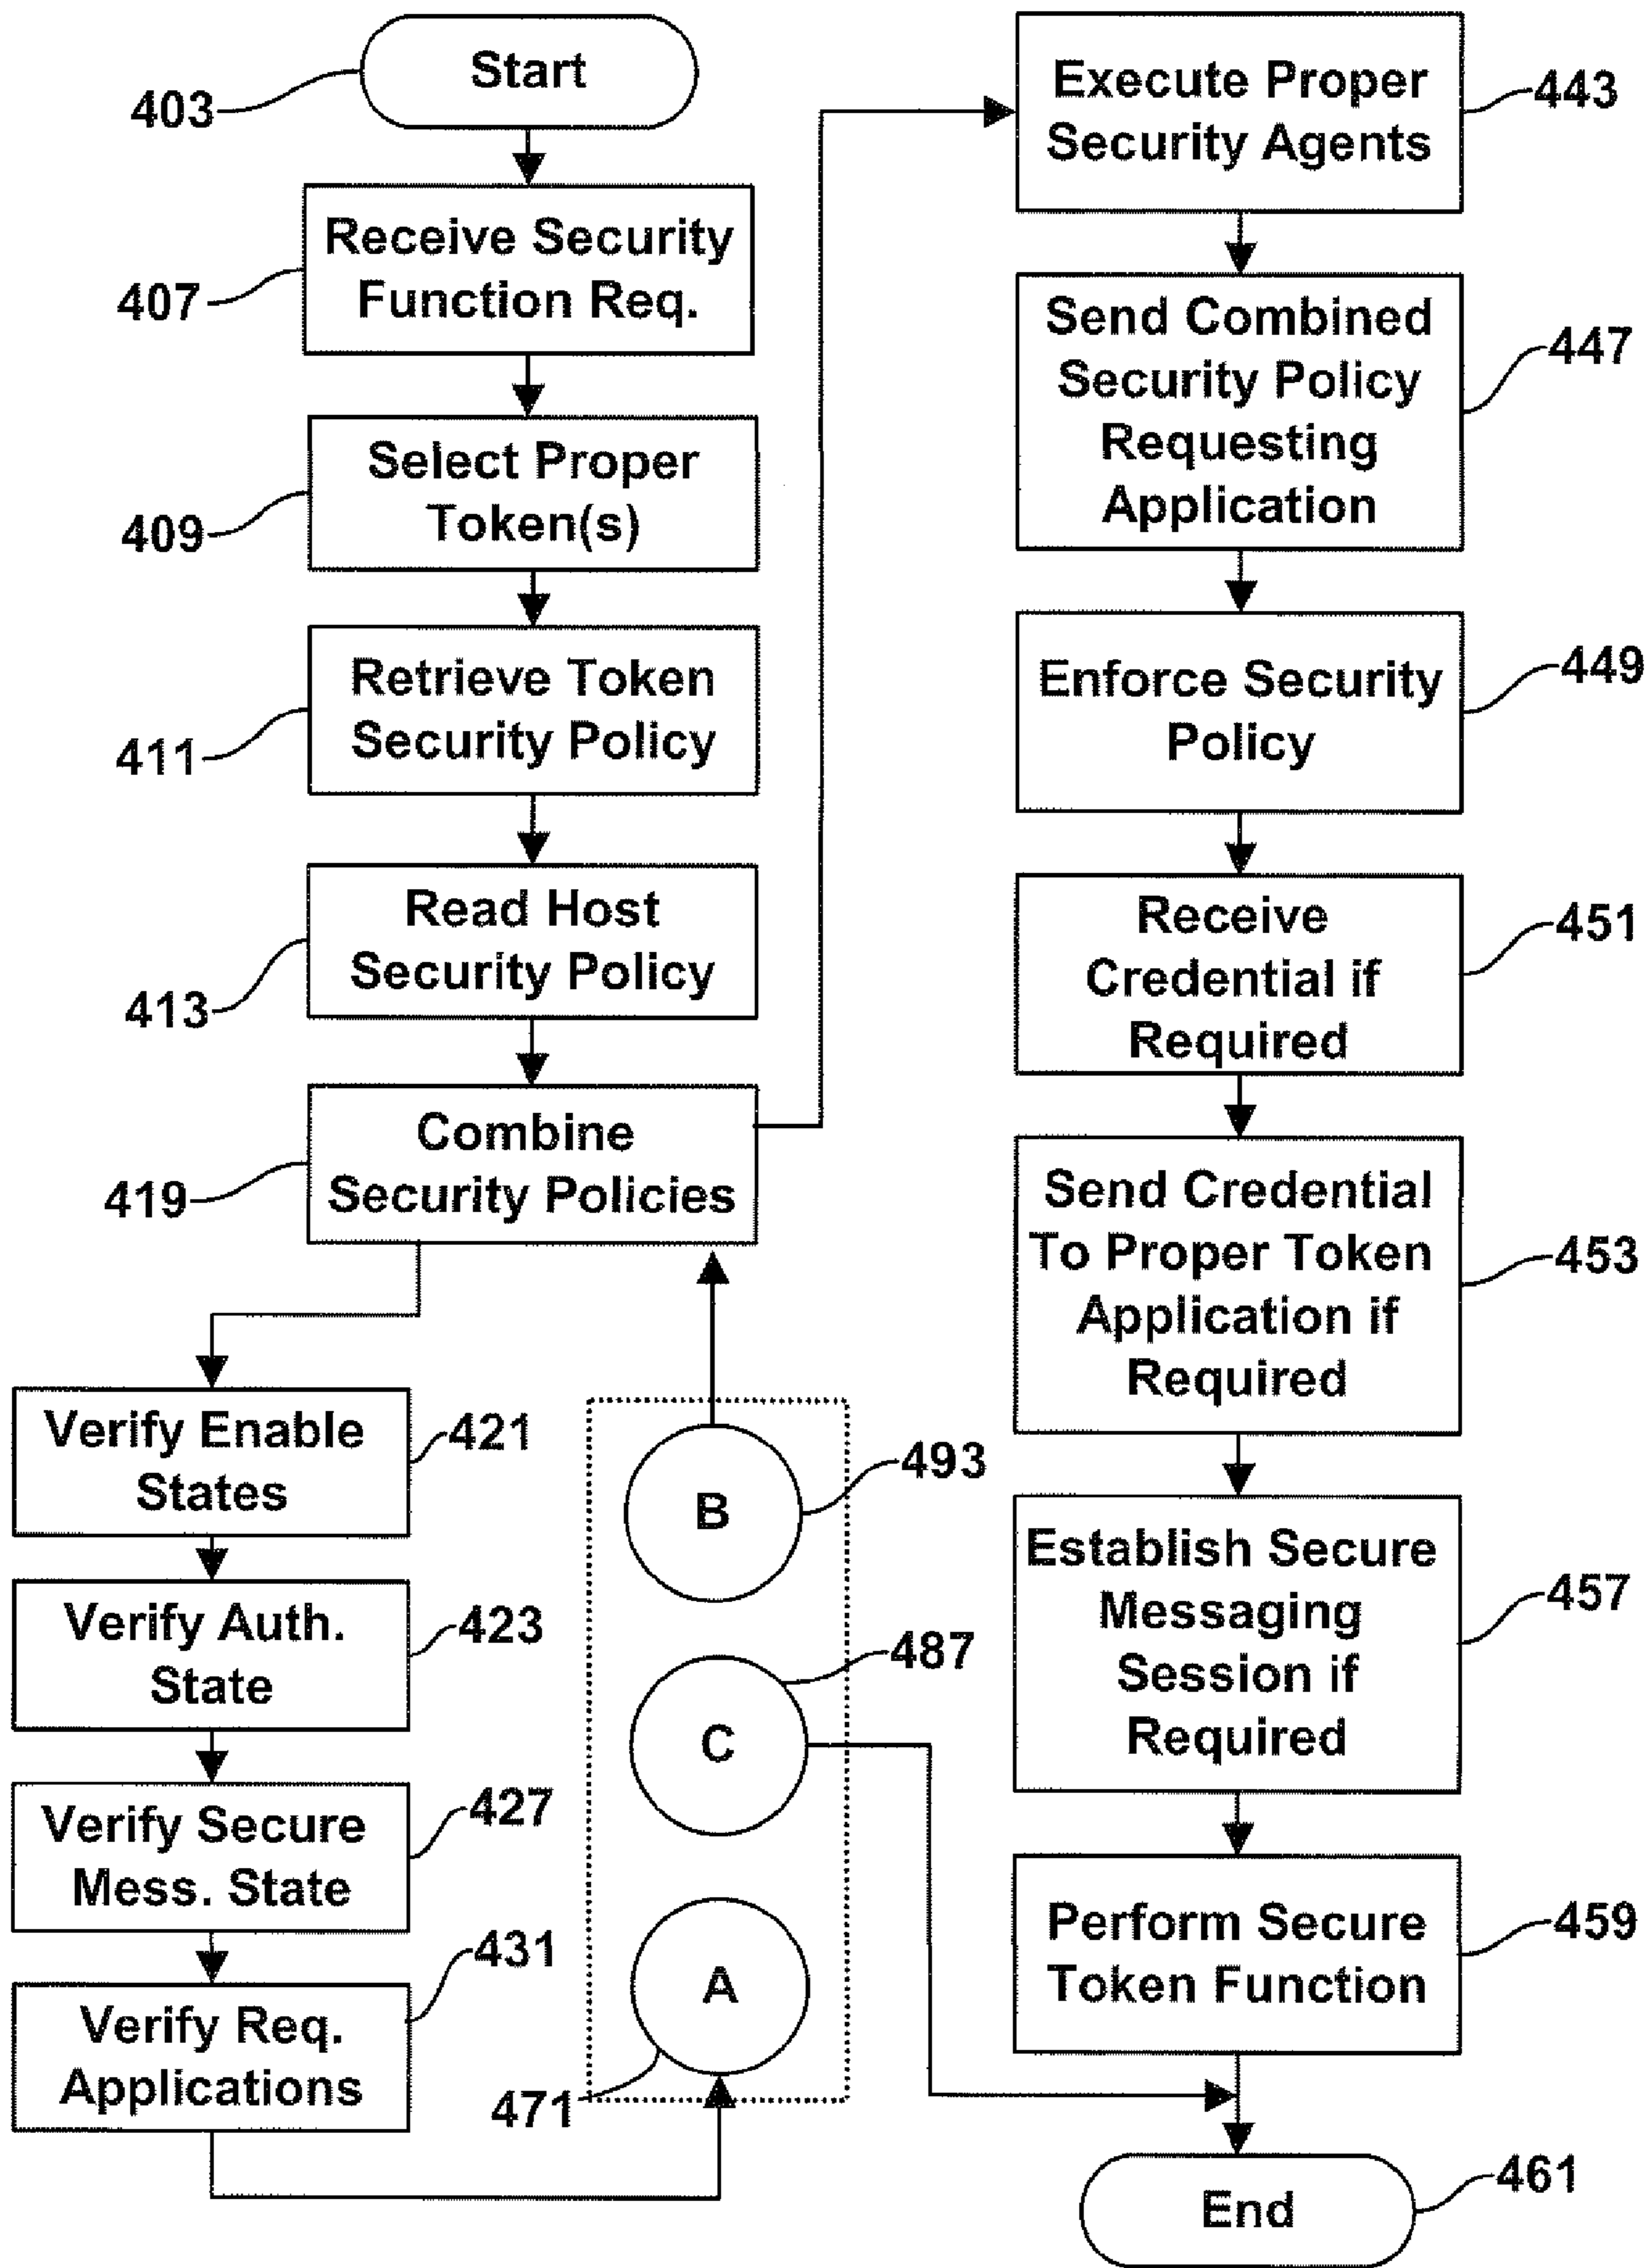 Start
403
Receive Security
Function Req.
407
Select Proper
Token(s)
409
Retrieve Token
Security Policy
411
Read Host
Security Policy
413
Combine
Security Policies
419
Verify Enable
States
421
Verify Auth.
State
423
Verify Secure
Mess. State
427
Verify Req.
Applications
431
B
493
C
487
A
471
Execute Proper
Security Agents
443
Send Combined
Security Policy
Requesting
Application
447
Enforce Security
Policy
449
Receive
Credential if
Required
451
Send Credential
To Proper Token
Application if
Required
453
Establish Secure
Messaging
Session if
Required
457
Perform Secure
Token Function
459
End
461